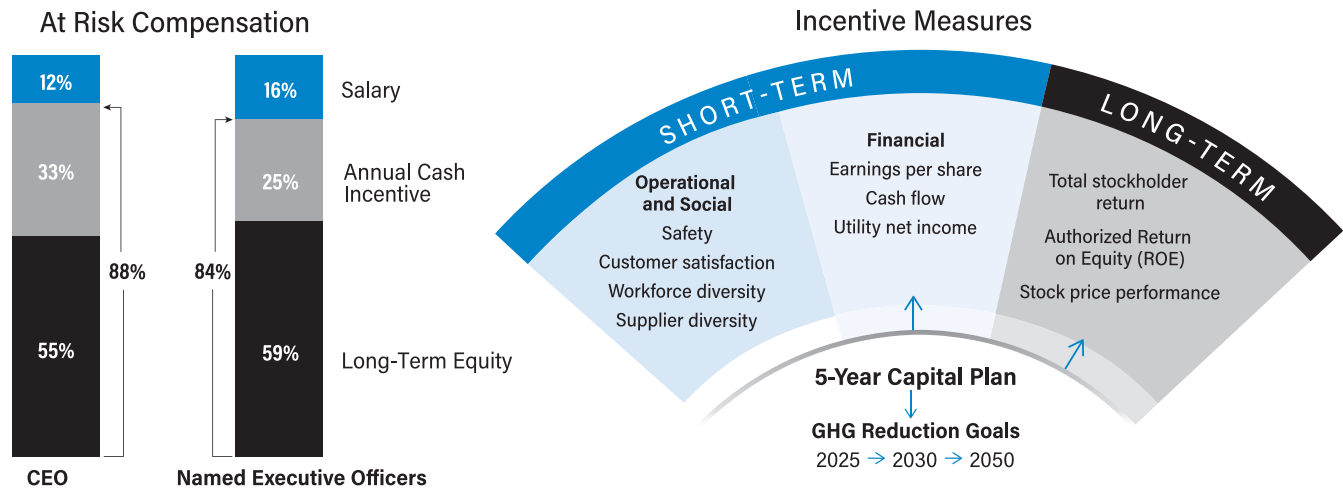 At Risk Compensation
12%
33%
55%
88%
CEO
16%
25%
59%
84%
Named Executive Officers
Salary
Annual Cash
Incentive
Long-Term Equity
Incentive Measures
SHORT-TERM
LONG-TERM
Operational
and Social
Safety
Customer satisfaction
Workforce diversity
Supplier diversity
Financial
Earnings per share
Cash flow
Utility net income
Total stockholder
return
Authorized Return
on Equity (ROE)
Stock price performance
5-Year Capital Plan
GHG Reduction Goals
2025 → 2030 → 2050